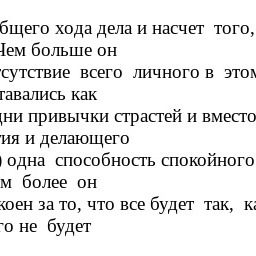 бщего хода дела и насчет того,
Чем больше он
сутствие всего личного в этом
тавались как
дни привычки страстей и вместо
тия и делающего
) одна способность спокойного
м более он
коен за то, что все будет так, ка
го не будет